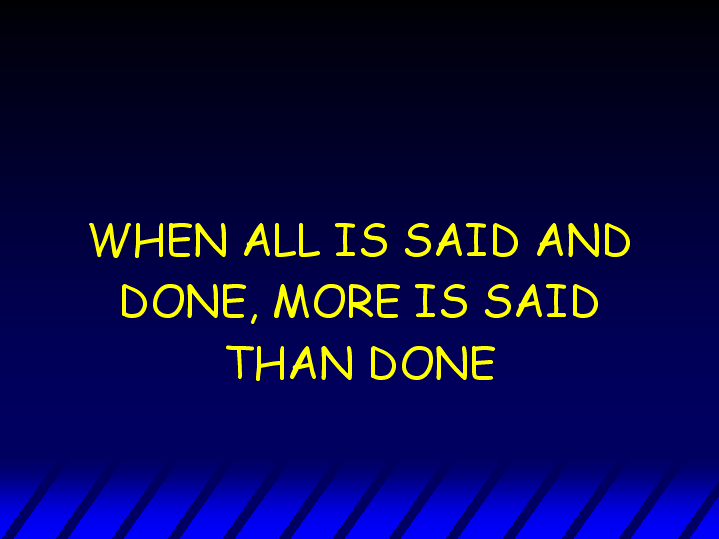 WHEN ALL IS SAID AND
DONE, MORE IS SAID
THAN DONE